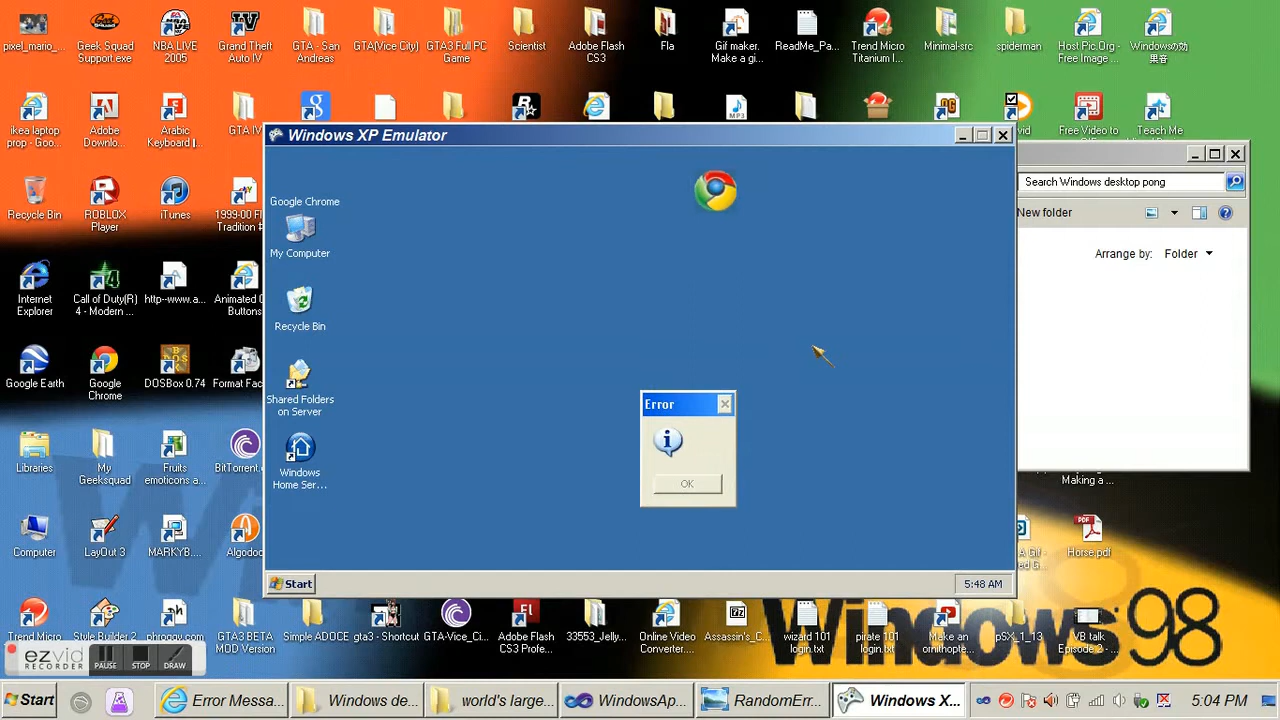 pixel_mario_...
Geek Squad
Support.exe
NBA LIVE
2005
Grand Theft
Auto IV
GTA - San
Andreas
GTA(Vice City)
GTA3 Full PC
Game
Scientist
Adobe Flash
CS3
Fla
Gif maker.
Make a gi...
ReadMe_Pa...
Trend Micro
Titanium I...
Minimal-src
spiderman
Host Pic.Org -
Free Image ...
Windowsの効
果音
ikea laptop
prop - Goo...
Adobe
Downlo...
Arabic
Keyboard |...
GTA IV
MP3
Free Video to
Teach Me
Windows XP Emulator
Search Windows desktop pong
New folder
Arrange by: Folder
Recycle Bin
ROBLOX
Player
iTunes
1999-00 F
Tradition
Google Chrome
My Computer
Recycle Bin
Shared Folders
on Server
Windows
Home Ser...
Error
OK
Start
5:48 AM
Internet
Explorer
Call of Duty(R)
4 - Modern ...
http--www.a...
Animated
Buttons
Google Earth
Google
Chrome
DOSBox 0.74
Format Fac
Libraries
My
Geeksquad
Fruits
emoticons a...
BitTorrent.
Making a ...
Computer
LayOut 3
MARKYB....
Algodoo
Horse.pdf
Trend Micro
Style Builder 2
phpnqy.com
GTA3 BETA
MOD Version
Simple ADOCE
gta3 - Shortcut
GTA-Vice_Ci...
Adobe Flash
CS3 Profe...
33553_Jelly...
Online Video
Converter....
Assassin's_C...
wizard 101
login.txt
pirate 101
login.txt
Make an
ornithopte...
pSX_1_13
VB talk
Episode 2 -
Windows 98
ezvid
RECORDER
PAUSE
STOP
DRAW
Start
Error Messa...
Windows de...
world's large...
WindowsAp...
RandomErr...
Windows X...
5:04 PM